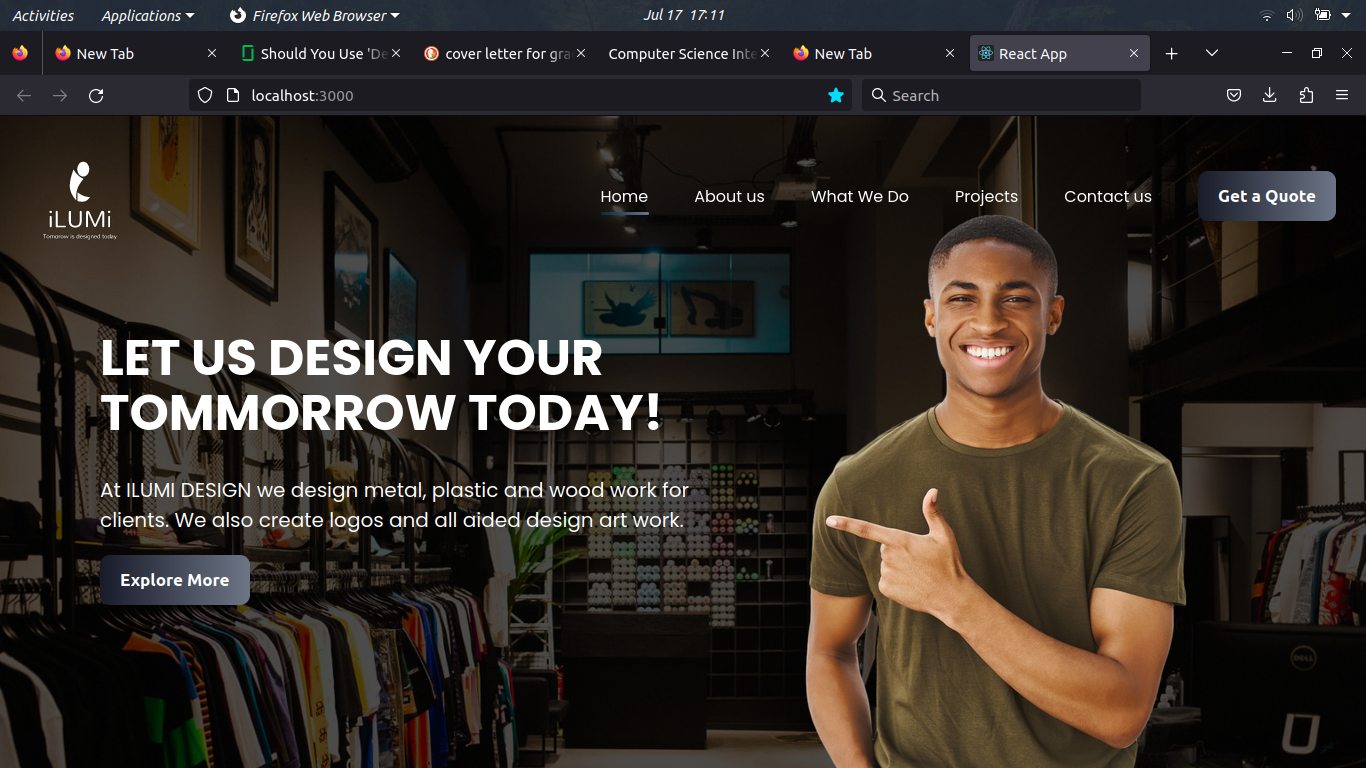 Activities Applications Firefox Web Browser Jul 17 17:11
New Tab Should You Use 'De cover letter for gra Computer Science Inte New Tab React App
localhost:3000 Search
iLUMi
Tomorrow is designed today
Home About us What We Do Projects Contact us Get a Quote
LET US DESIGN YOUR
TOMMORROW TODAY!
At ILUMI DESIGN we design metal, plastic and wood work for
clients. We also create logos and all aided design art work.
Explore More
DELL